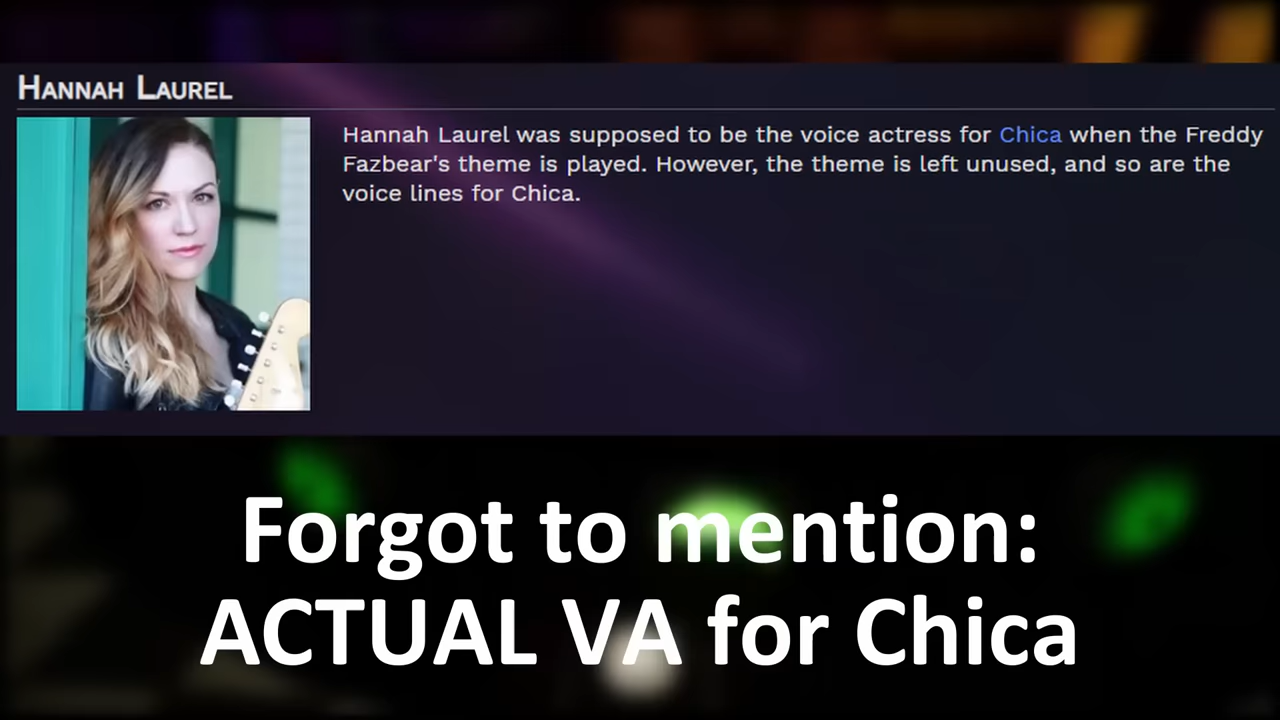 Hannah Laurel
Hannah Laurel was supposed to be the voice actress for Chica when the Freddy
Fazbear's theme is played. However, the theme is left unused, and so are the
voice lines for Chica.
Forgot to mention:
ACTUAL VA for Chica